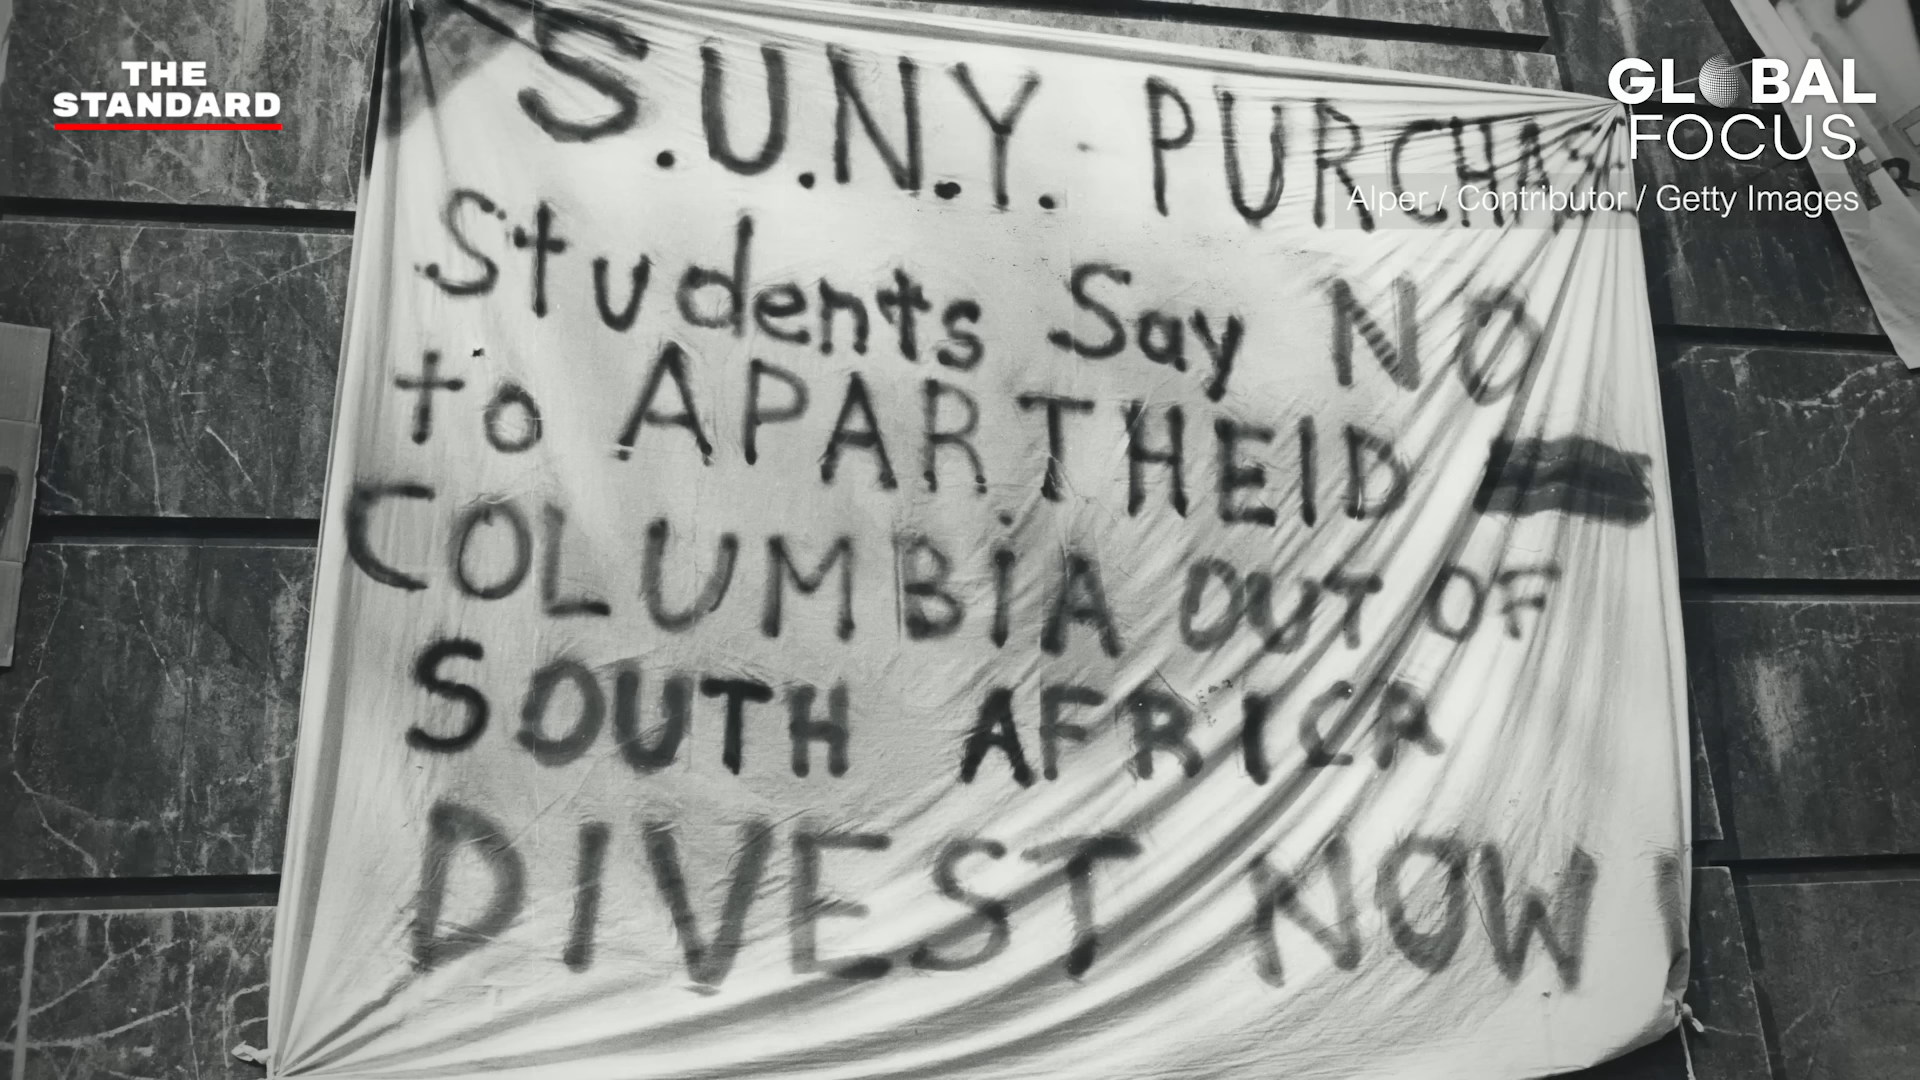 THE
STANDARD
GLOBAL
FOCUS
Alper / Contributor / Getty Images
S.U.N.Y. PURCHASE
Students Say NO
to APARTHEID
COLUMBiA OUT OF
SOUTH AFRICA
DIVEST NOW !